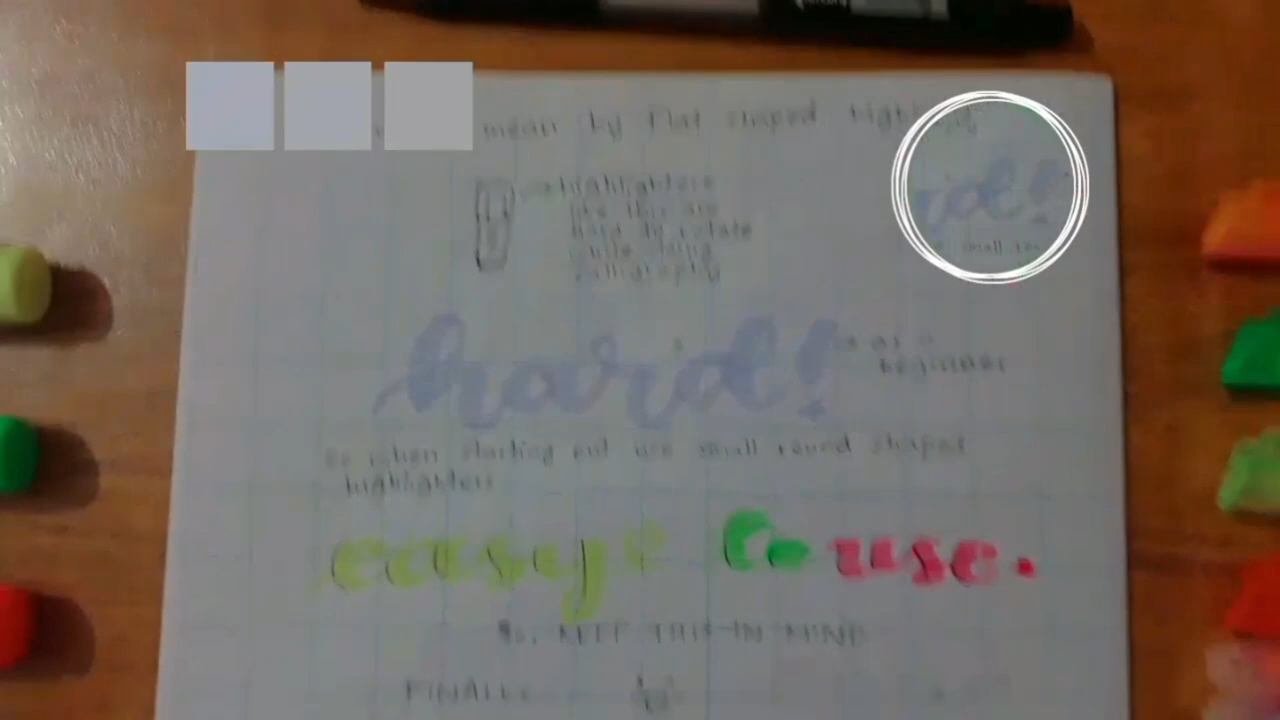 mean by Flat shaped
highlighters
like this are
hard to rotate
while doing
calligraphy
hard!
as a
beginner
So when starting out use small round shaped
highlighters
easy to use.
So, KEEP THIS IN MIND
FINALLY